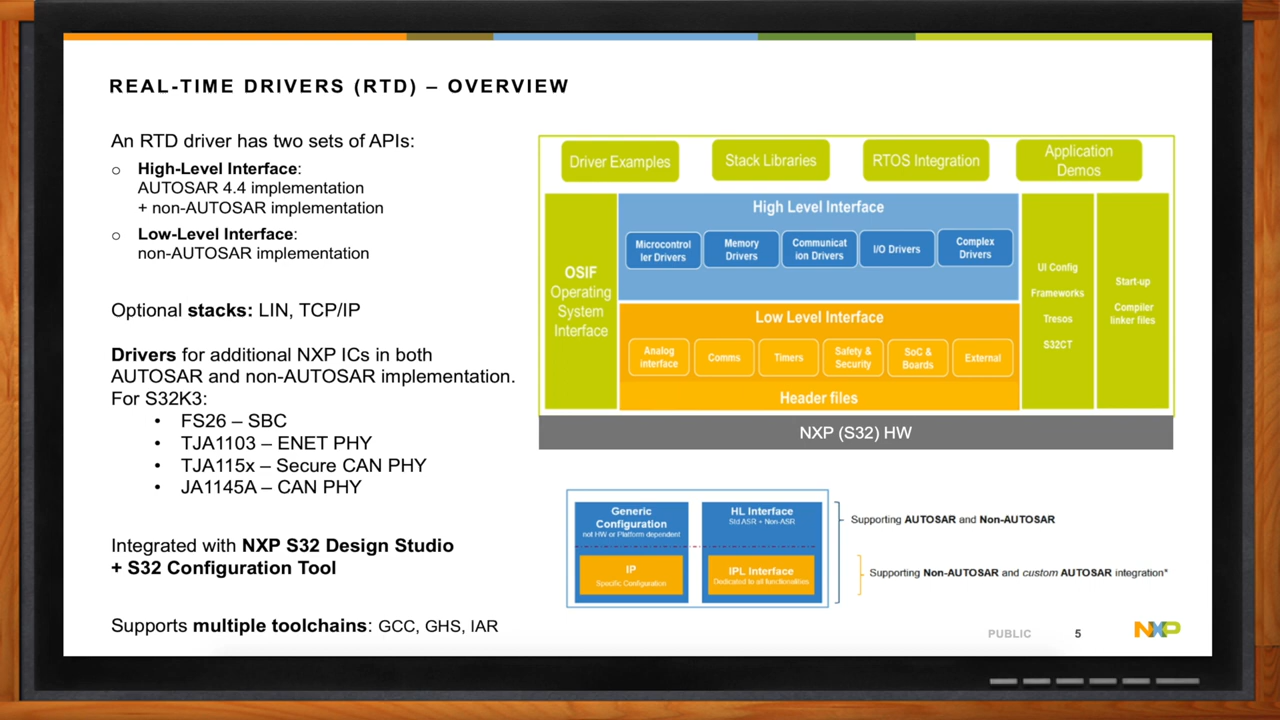 REAL-TIME DRIVERS (RTD) – OVERVIEW
An RTD driver has two sets of APIs:
o High-Level Interface:
AUTOSAR 4.4 implementation
+ non-AUTOSAR implementation
o Low-Level Interface:
non-AUTOSAR implementation
Optional stacks: LIN, TCP/IP
Drivers for additional NXP ICs in both
AUTOSAR and non-AUTOSAR implementation.
For S32K3:
• FS26 – SBC
• TJA1103 – ENET PHY
• TJA115x – Secure CAN PHY
• JA1145A – CAN PHY
Integrated with NXP S32 Design Studio
+ S32 Configuration Tool
Supports multiple toolchains: GCC, GHS, IAR
Driver Examples
Stack Libraries
RTOS Integration
Application
Demos
OSIF
Operating
System
Interface
High Level Interface
Microcontrol
ler Drivers
Memory
Drivers
Communicat
ion Drivers
I/O Drivers
Complex
Drivers
Low Level Interface
Analog
interface
Comms
Timers
Safety &
Security
SoC &
Boards
External
Header files
UI Config
Frameworks
Tresos
S32CT
Start-up
Compiler
linker files
NXP (S32) HW
Generic
Configuration
not HW or Platform dependent
IP
Specific Configuration
HL Interface
Std ASR + Non-ASR
IPL Interface
Dedicated to all functionalities
Supporting AUTOSAR and Non-AUTOSAR
Supporting Non-AUTOSAR and custom AUTOSAR integration*
PUBLIC
5
NXP